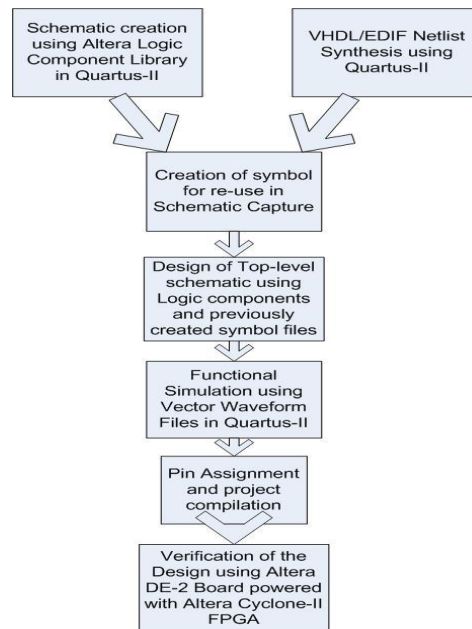 Schematic creation
using Altera Logic
Component Library
in Quartus-II
VHDL/EDIF Netlist
Synthesis using
Quartus-II
Creation of symbol
for re-use in
Schematic Capture
Design of Top-level
schematic using
Logic components
and previously
created symbol files
Functional
Simulation using
Vector Waveform
Files in Quartus-II
Pin Assignment
and project
compilation
Verification of the
Design using Altera
DE-2 Board powered
with Altera Cyclone-II
FPGA